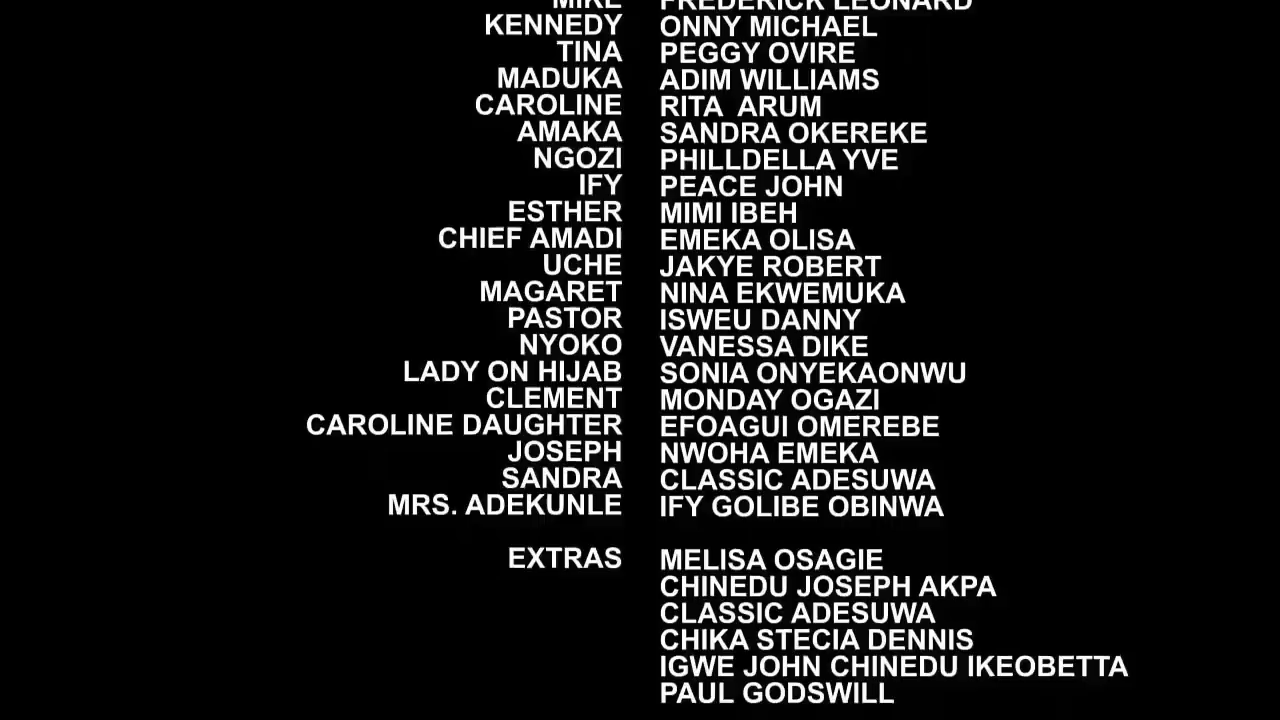 MIKE FREDERICK LEONARD
KENNEDY ONNY MICHAEL
TINA PEGGY OVIRE
MADUKA ADIM WILLIAMS
CAROLINE RITA ARUM
AMAKA SANDRA OKEREKE
NGOZI PHILLDELLA YVE
IFY PEACE JOHN
ESTHER MIMI IBEH
CHIEF AMADI EMEKA OLISA
UCHE JAKYE ROBERT
MAGARET NINA EKWEMUKA
PASTOR ISWEU DANNY
NYOKO VANESSA DIKE
LADY ON HIJAB SONIA ONYEKAONWU
CLEMENT MONDAY OGAZI
CAROLINE DAUGHTER EFOAGUI OMEREBE
JOSEPH NWOHA EMEKA
SANDRA CLASSIC ADESUWA
MRS. ADEKUNLE IFY GOLIBE OBINWA
EXTRAS MELISA OSAGIE
CHINEDU JOSEPH AKPA
CLASSIC ADESUWA
CHIKA STECIA DENNIS
IGWE JOHN CHINEDU IKEOBETTA
PAUL GODSWILL